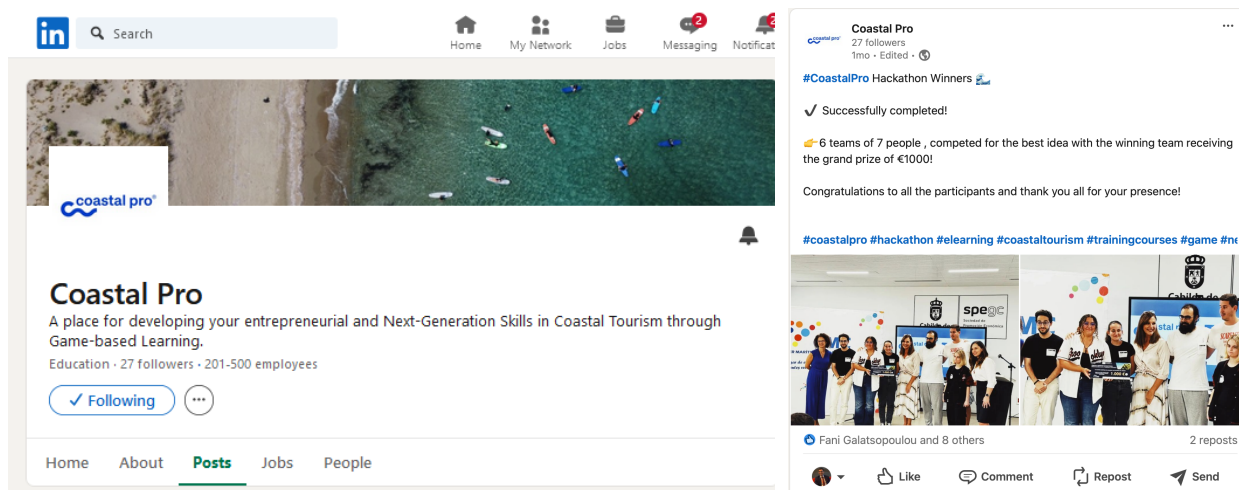 in
Search
2
2
Home
My Network
Jobs
Messaging
Notificat
coastal pro®
Coastal Pro
A place for developing your entrepreneurial and Next-Generation Skills in Coastal Tourism through
Game-based Learning.
Education · 27 followers · 201-500 employees
✓ Following
Home
About
Posts
Jobs
People
coastal pro
Coastal Pro
27 followers
1mo • Edited •
#CoastalPro Hackathon Winners
✔ Successfully completed!
👉6 teams of 7 people , competed for the best idea with the winning team receiving
the grand prize of €1000!
Congratulations to all the participants and thank you all for your presence!
#coastalpro #hackathon #elearning #coastaltourism #trainingcourses #game #ne
spegc
Cabildo de
Fani Galatsopoulou and 8 others
2 reposts
Like
Comment
Repost
Send